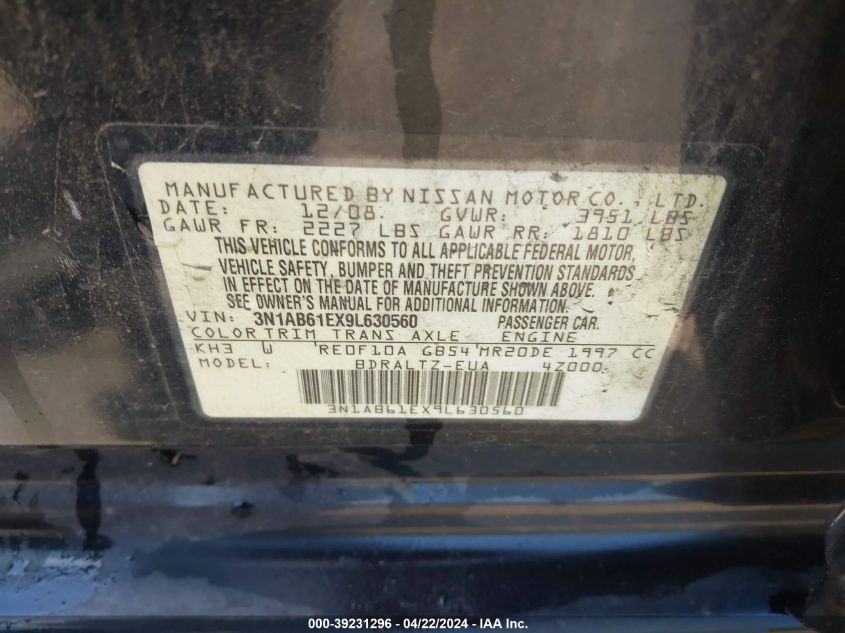 MANUFACTURED BY NISSAN MOTOR CO., LTD.
DATE: 12/08. GVWR: 3951 LBS
GAWR FR: 2227 LBS GAWR RR: 1810 LBS
THIS VEHICLE CONFORMS TO ALL APPLICABLE FEDERAL MOTOR,
VEHICLE SAFETY, BUMPER AND THEFT PREVENTION STANDARDS
IN EFFECT ON THE DATE OF MANUFACTURE SHOWN ABOVE.
SEE OWNER'S MANUAL FOR ADDITIONAL INFORMATION.
VIN: 3N1AB61EX9L630560 PASSENGER CAR.
COLOR TRIM TRANS AXLE ENGINE
KH3 W RE0F10A GB54 MR20DE 1997 CC
MODEL: BDRALTZ-EUA 4Z000
3N1AB61EX9L630560
000-39231296 - 04/22/2024 - IAA Inc.